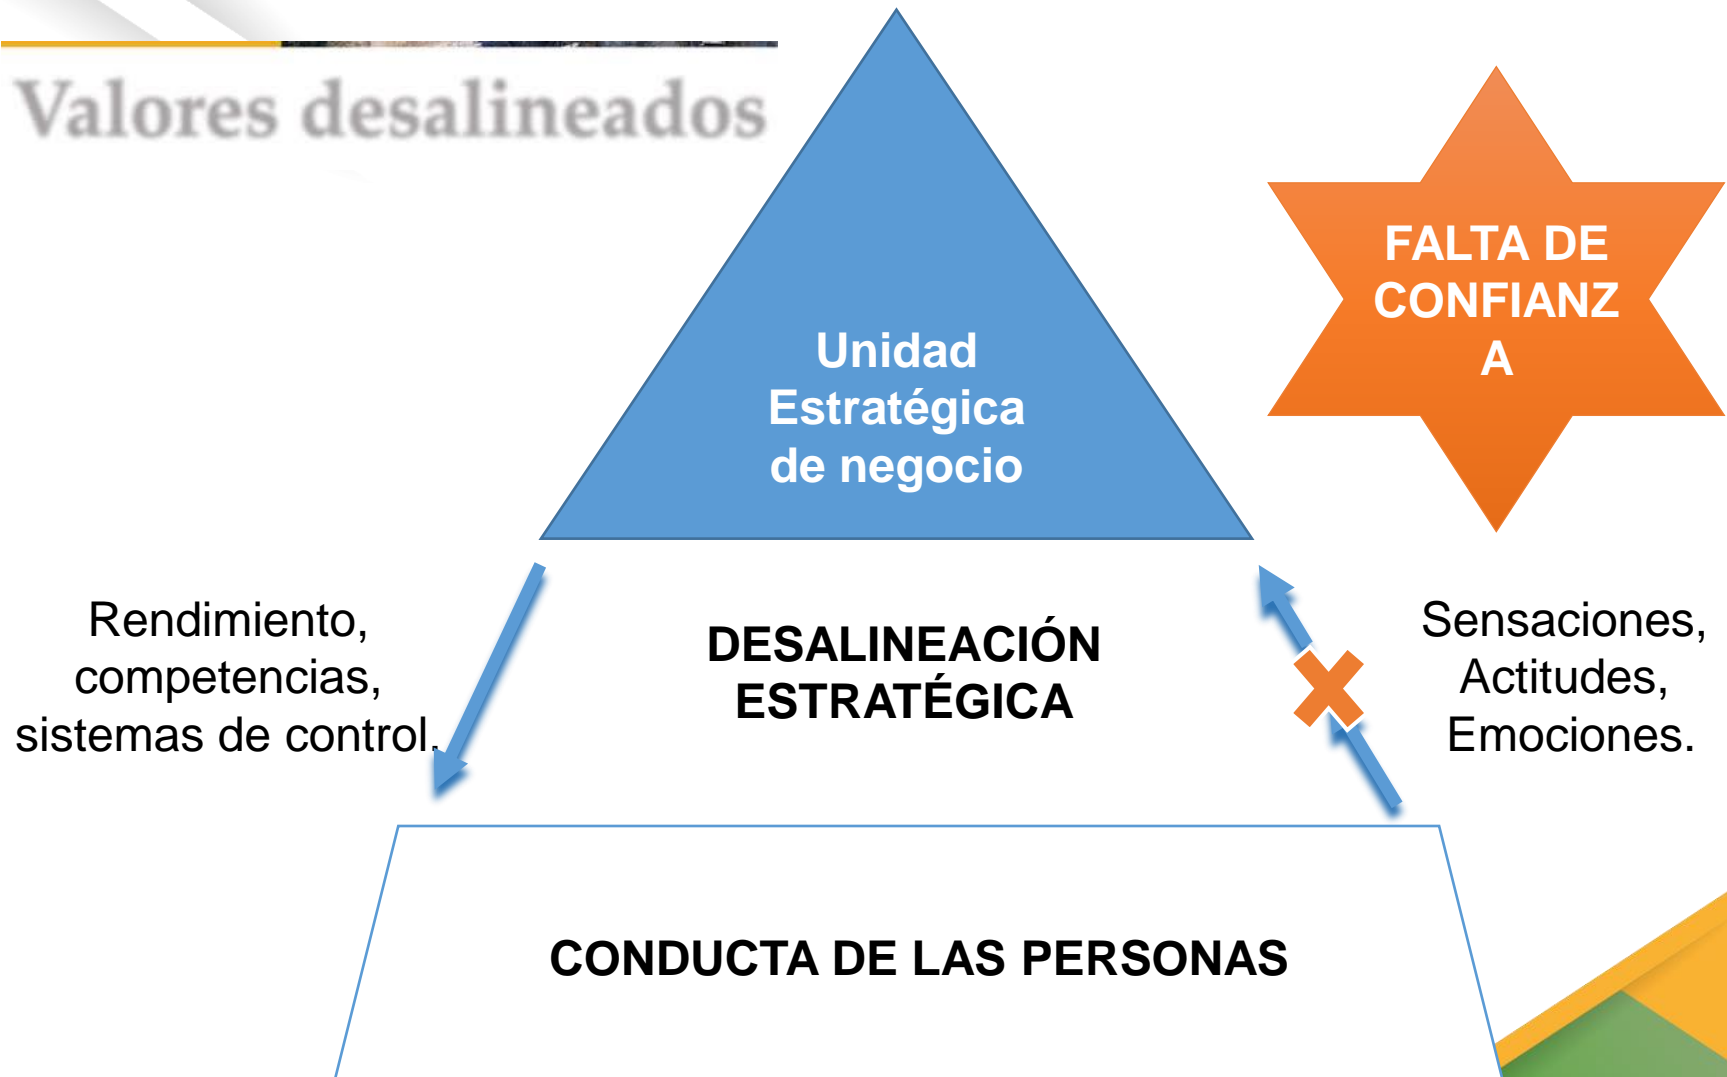 Valores desalineados
FALTA DE
CONFIANZ
A
Unidad
Estratégica
de negocio
Rendimiento,
competencias,
sistemas de control.
DESALINEACIÓN
ESTRATÉGICA
Sensaciones,
Actitudes,
Emociones.
CONDUCTA DE LAS PERSONAS